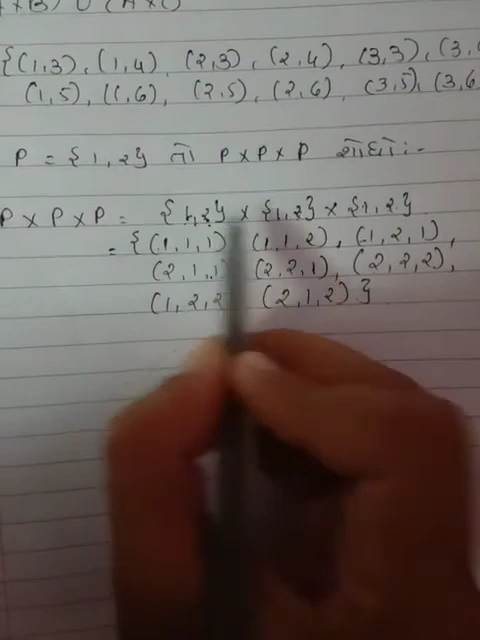 ×B) ∪ (A×C)
{(1,3), (1,4), (2,3), (2,4), (3,3), (3,
(1,5), (1,6), (2,5), (2,6), (3,5), (3,6
P = {1,2} તો P×P×P શોધો:-
P × P × P = {1,2} × {1,2} × {1,2}
= {(1,1,1) (1,1,2), (1,2,1),
(2,1,1) (2,2,1), (2,2,2),
(1,2,2 (2,1,2)}